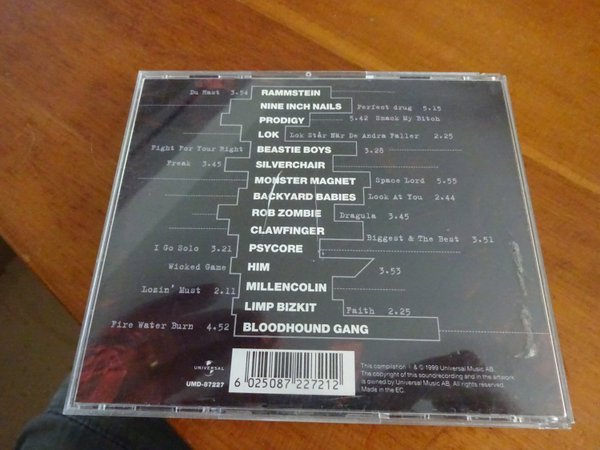 Du Hast 3.54 RAMMSTEIN
NINE INCH NAILS Perfect drug 5.15
PRODIGY 5.42 Smack My Bitch
LOK Lok Står När De Andra Faller 2.25
Fight For Your Right BEASTIE BOYS 3.28
Freak 3.45 SILVERCHAIR
MONSTER MAGNET Space Lord 5.55
BACKYARD BABIES Look At You 2.44
ROB ZOMBIE Dragula 3.45
CLAWFINGER Biggest & The Best 3.51
I Go Solo 3.21 PSYCORE
Wicked Game HIM 3.53
Lozin' Must 2.11 MILLENCOLIN
LIMP BIZKIT Faith 2.25
Fire Water Burn 4.52 BLOODHOUND GANG
UNIVERSAL
UMD-87227
6 025087 227212
This compilation ℗ & © 1999 Universal Music AB.
The copyright of this soundrecording and in the artwork
is owned by Universal Music AB. All rights reserved.
Made in the EC.